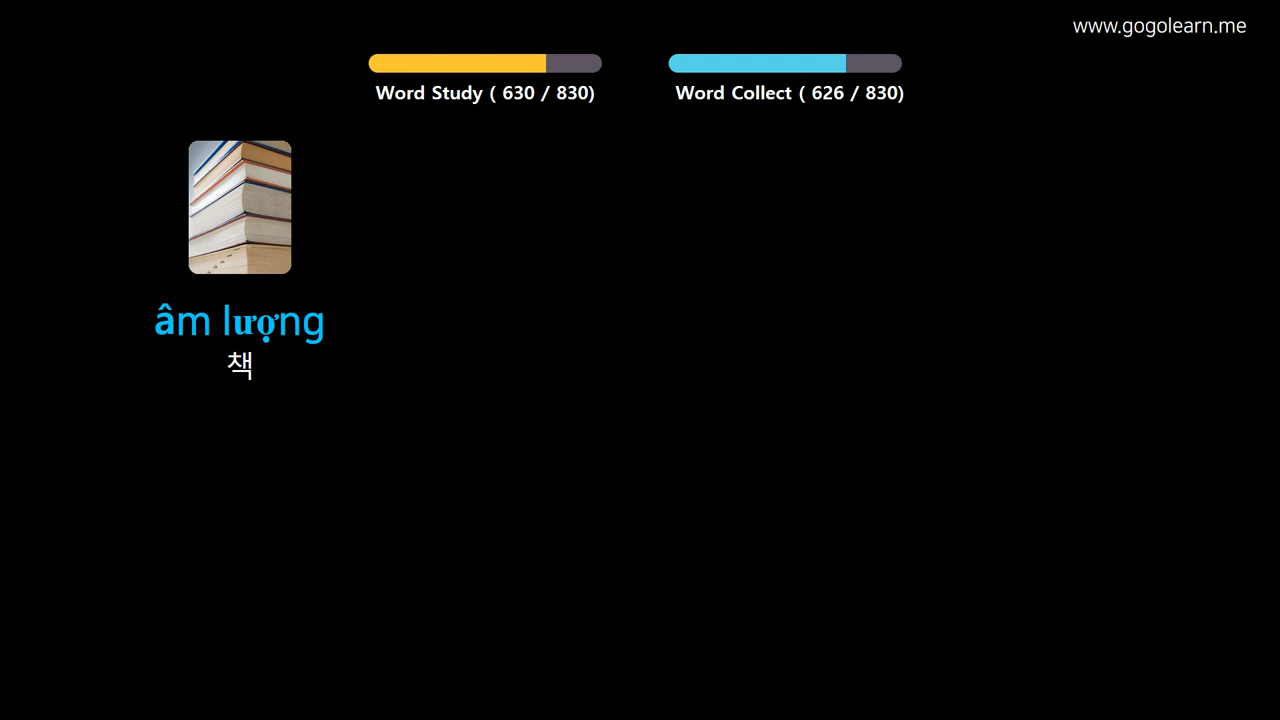 www.gogolearn.me
Word Study ( 630 / 830)
Word Collect ( 626 / 830)
âm lượng
책